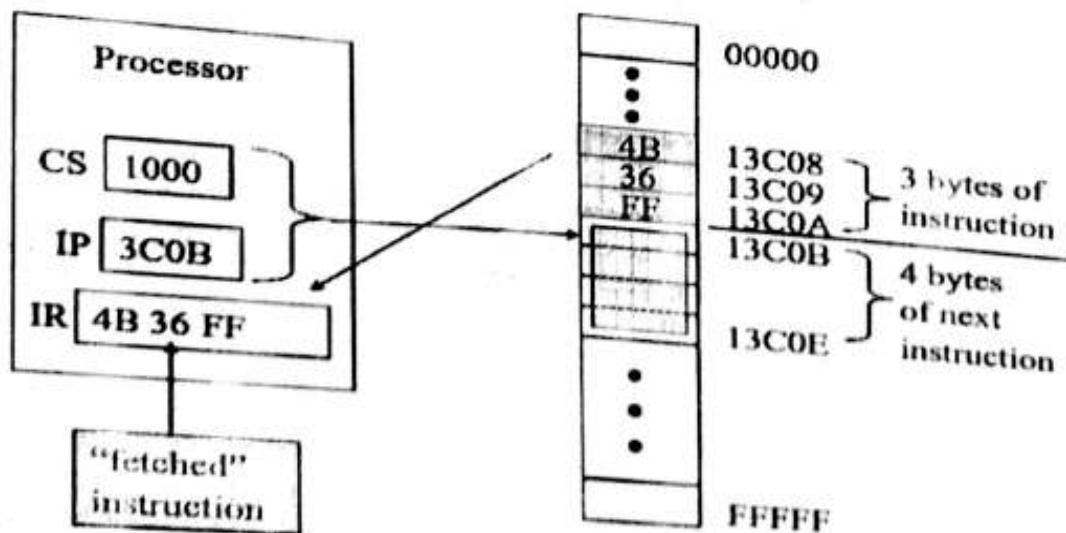 Processor
CS 1000
IP 3C0B
IR 4B 36 FF
“fetched”
instruction
00000
4B 13C08
36 13C09
FF 13C0A
3 bytes of
instruction
13C0B
13C0E
4 bytes
of next
instruction
FFFFF